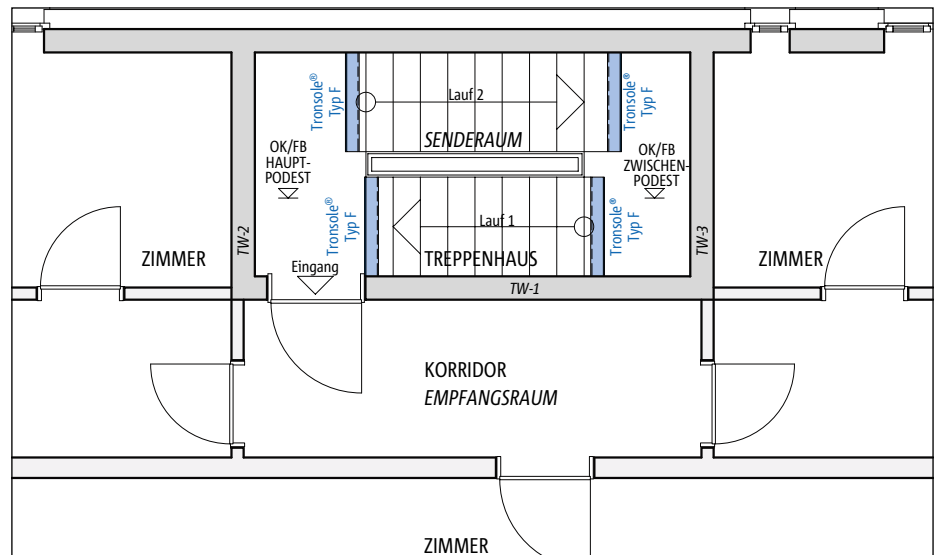 Tronsole®
Typ F
Lauf 2
Tronsole®
Typ F
SENDERAUM
OK/FB
HAUPT-
PODEST
OK/FB
ZWISCHEN-
PODEST
Tronsole®
Typ F
Lauf 1
Tronsole®
Typ F
TW-2
TW-3
ZIMMER
Eingang
TREPPENHAUS
ZIMMER
TW-1
KORRIDOR
EMPFANGSRAUM
ZIMMER